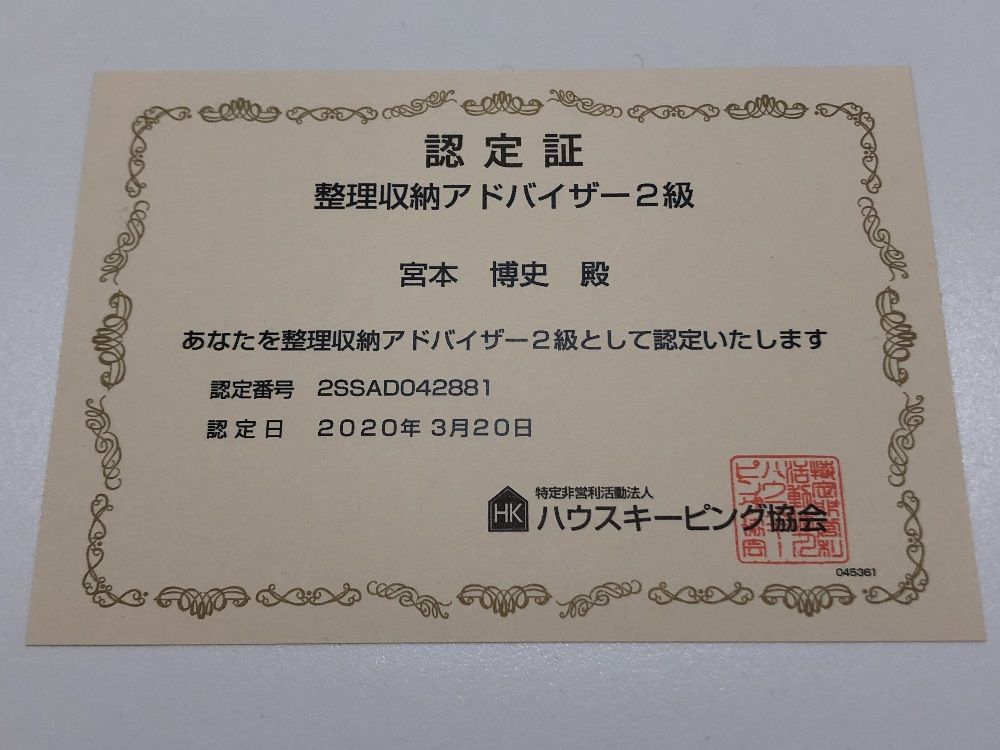 認定証
整理収納アドバイザー2級
宮本 博史 殿
あなたを整理収納アドバイザー2級として認定いたします
認定番号 2SSAD042881
認定日 2020年 3月20日
HK
特定非営利活動法人
ハウスキーピング協会
045361